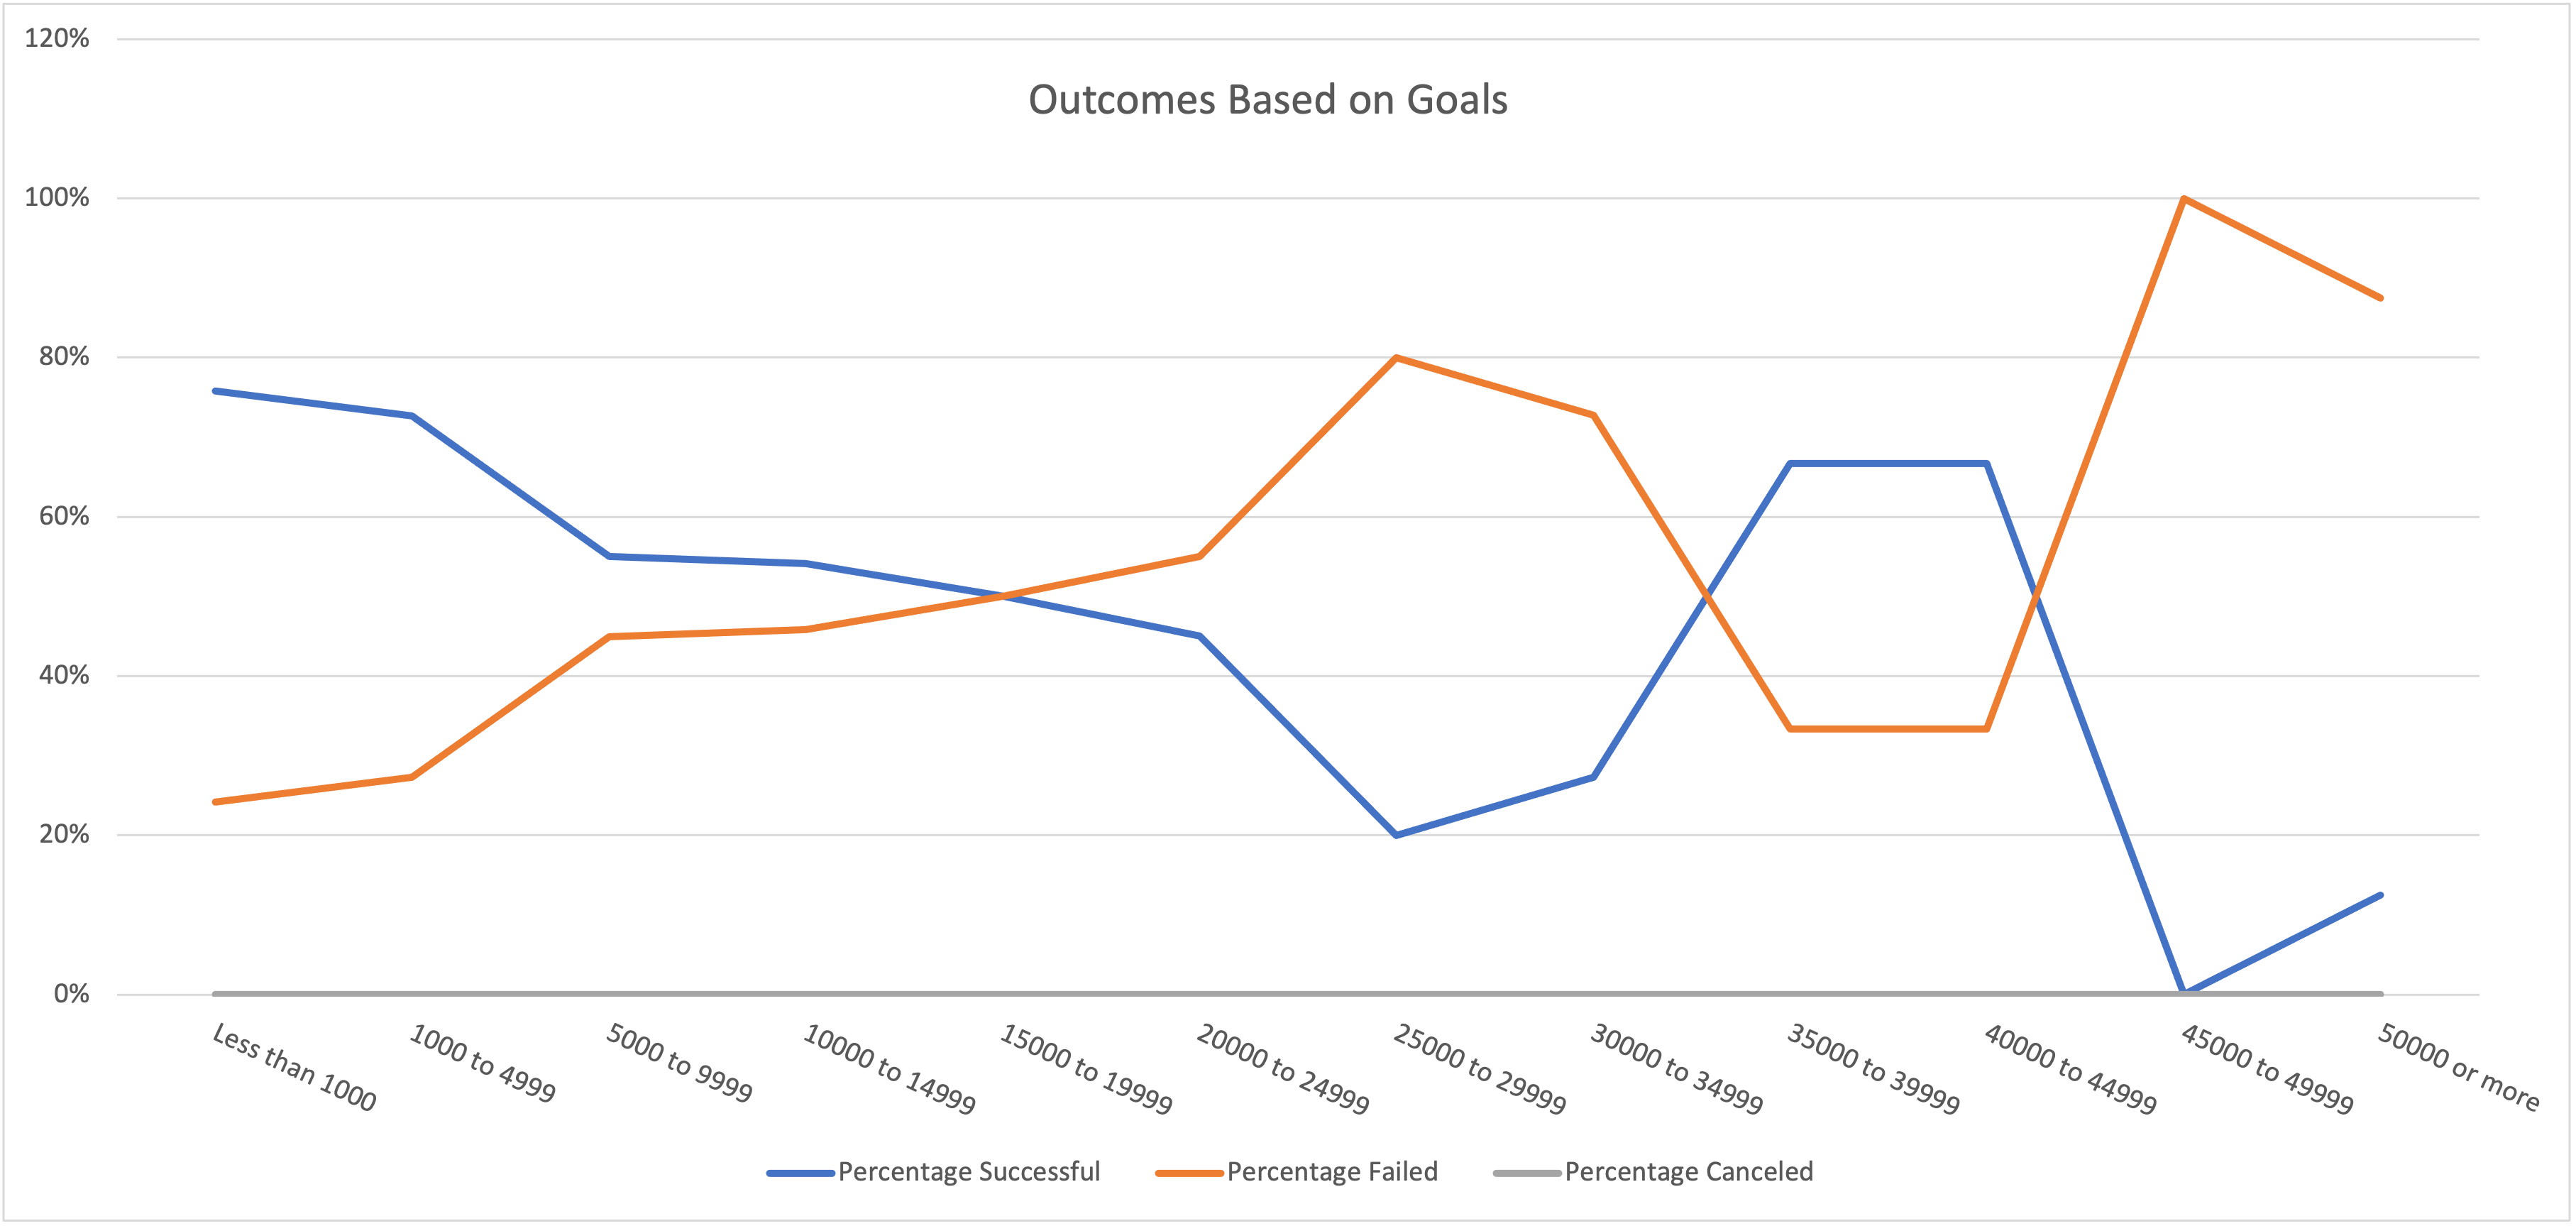 Outcomes Based on Goals
120%
100%
80%
60%
40%
20%
0%
Less than 1000
1000 to 4999
5000 to 9999
10000 to 14999
15000 to 19999
20000 to 24999
25000 to 29999
30000 to 34999
35000 to 39999
40000 to 44999
45000 to 49999
50000 or more
Percentage Successful
Percentage Failed
Percentage Canceled